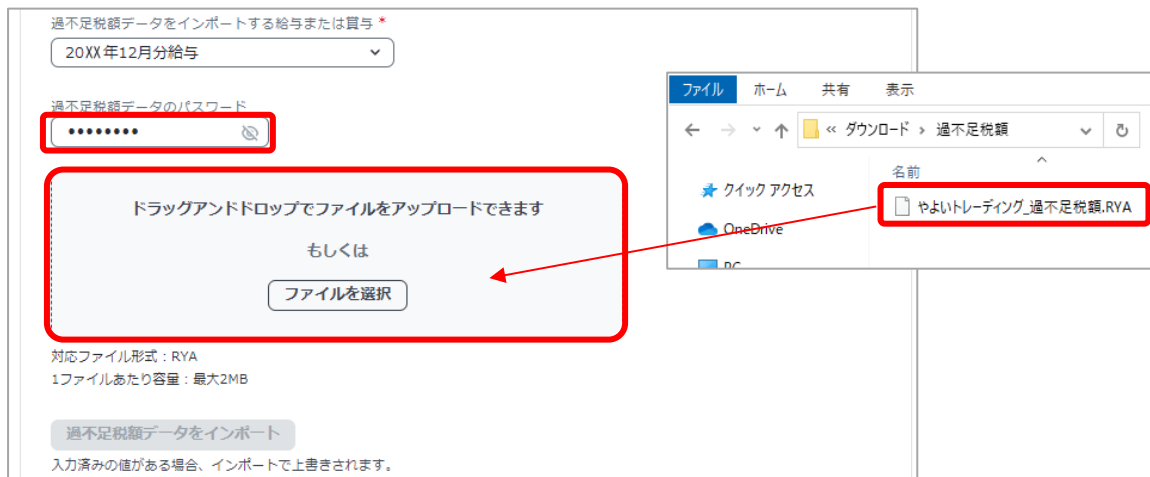 過不足税額データをインポートする給与または賞与 *
20XX年12月分給与
過不足税額データのパスワード
••••••••
ドラッグアンドドロップでファイルをアップロードできます
もしくは
ファイルを選択
対応ファイル形式：RYA
1ファイルあたり容量：最大2MB
過不足税額データをインポート
入力済みの値がある場合、インポートで上書きされます。
ファイル ホーム 共有 表示
« ダウンロード › 過不足税額
名前
クイック アクセス
やよいトレーディング_過不足税額.RYA
OneDrive
PC